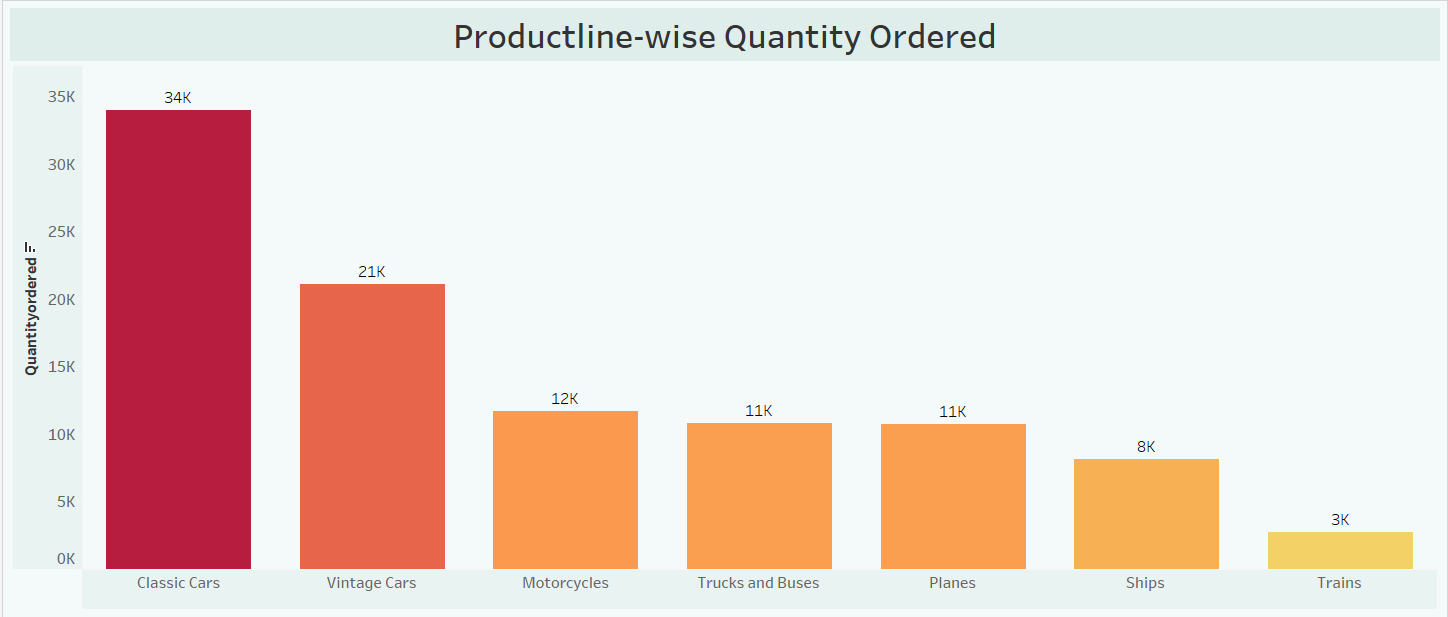 Productline-wise Quantity Ordered
Quantityordered
35K
30K
25K
20K
15K
10K
5K
0K
34K
21K
12K
11K
11K
8K
3K
Classic Cars
Vintage Cars
Motorcycles
Trucks and Buses
Planes
Ships
Trains